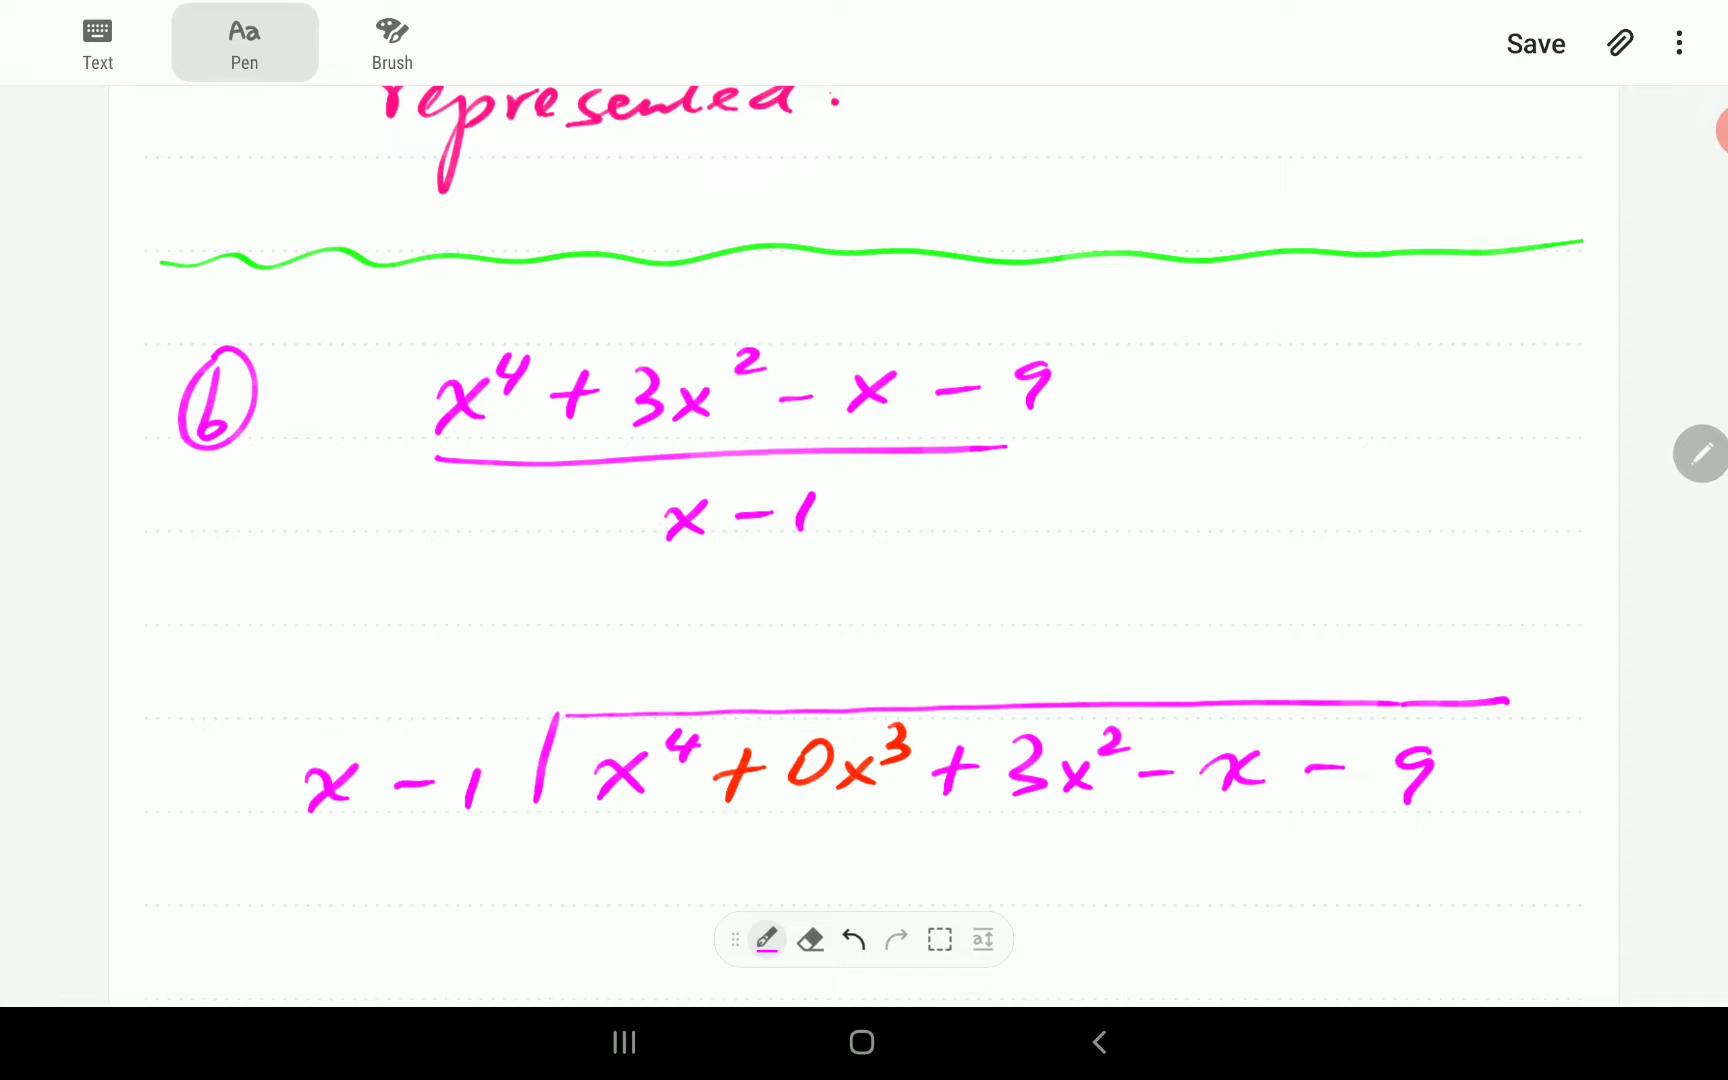 Text Pen Brush Save
represented.
b x⁴ + 3x² - x - 9
x - 1
x - 1 x⁴ + 0x³ + 3x² - x - 9